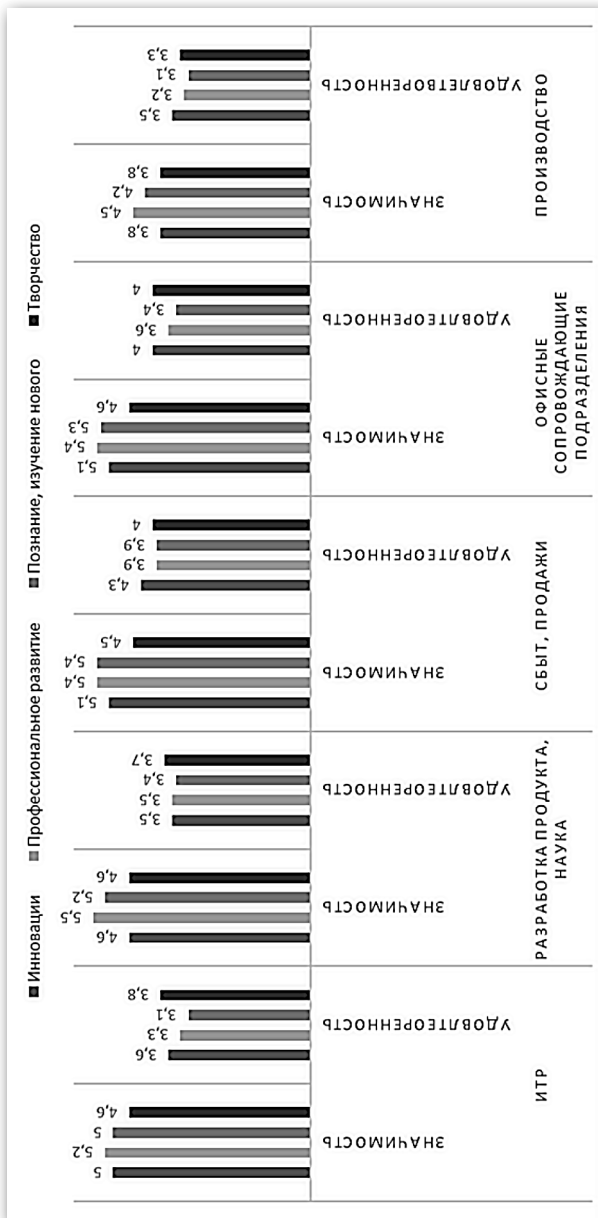 Инновации
Профессиональное развитие
Познание, изучение нового
Творчество
5
5,2
5
4,6
3,6
3,3
3,1
3,8
4,6
5,5
5,2
4,6
3,5
3,5
3,4
3,7
5,1
5,4
5,4
4,5
4,3
3,9
3,9
4
5,1
5,4
5,3
4,6
4
3,6
3,4
4
3,8
4,5
4,2
3,8
3,5
3,2
3,1
3,3
ЗНАЧИМОСТЬ
УДОВЛТЕОРЕННОСТЬ
ЗНАЧИМОСТЬ
УДОВЛТЕОРЕННОСТЬ
ЗНАЧИМОСТЬ
УДОВЛТЕОРЕННОСТЬ
ЗНАЧИМОСТЬ
УДОВЛТЕОРЕННОСТЬ
ЗНАЧИМОСТЬ
УДОВЛЕТВОРЕННОСТЬ
ИТР
РАЗРАБОТКА ПРОДУКТА,
НАУКА
СБЫТ, ПРОДАЖИ
ОФИСНЫЕ
СОПРОВОЖДАЮЩИЕ
ПОДРАЗДЕЛЕНИЯ
ПРОИЗВОДСТВО